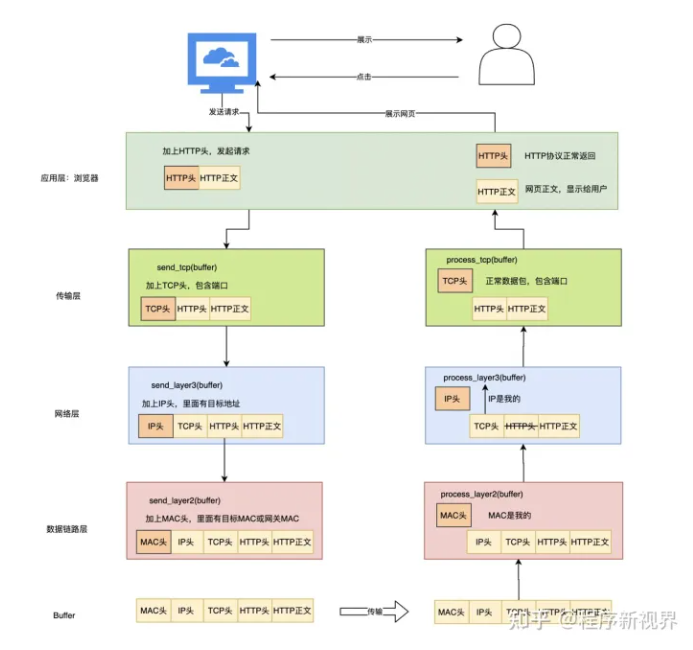 展示
点击
发送请求
展示网页
应用层：浏览器
加上HTTP头，发起请求
HTTP头 HTTP正文
HTTP头 HTTP协议正常返回
HTTP正文 网页正文，显示给用户
传输层
send_tcp(buffer)
加上TCP头，包含端口
TCP头 HTTP头 HTTP正文
process_tcp(buffer)
TCP头 正常数据包，包含端口
HTTP头 HTTP正文
网络层
send_layer3(buffer)
加上IP头，里面有目标地址
IP头 TCP头 HTTP头 HTTP正文
process_layer3(buffer)
IP头 IP是我的
TCP头 HTTP头 HTTP正文
数据链路层
send_layer2(buffer)
加上MAC头，里面有目标MAC或网关MAC
MAC头 IP头 TCP头 HTTP头 HTTP正文
process_layer2(buffer)
MAC头 MAC是我的
IP头 TCP头 HTTP头 HTTP正文
Buffer
MAC头 IP头 TCP头 HTTP头 HTTP正文
传输
MAC头 IP头 TCP头 HTTP头 HTTP正文
知乎 @程序新视界